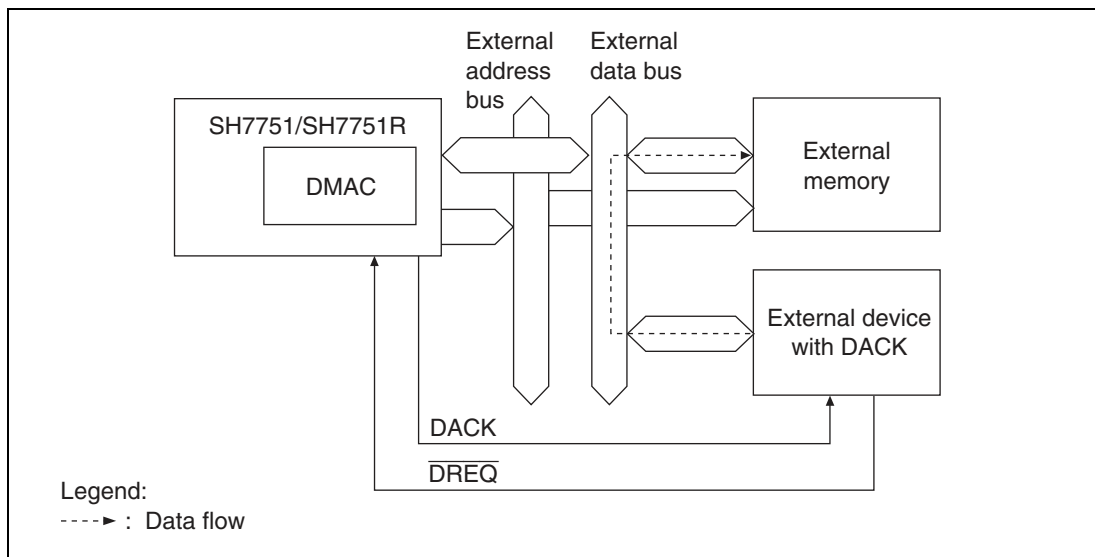 External
address
bus
External
data bus
SH7751/SH7751R
DMAC
External
memory
External device
with DACK
DACK
DREQ
Legend:
: Data flow